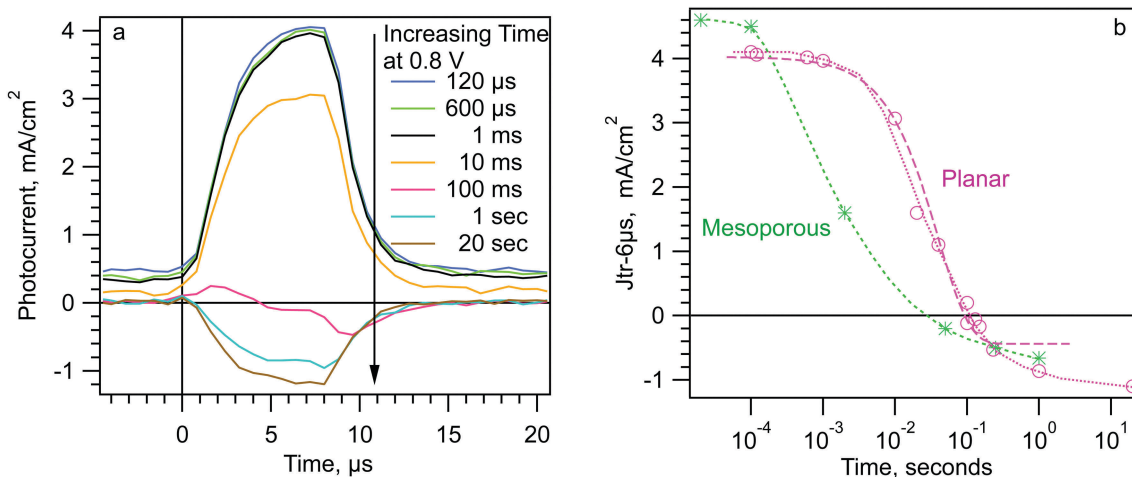 a
Increasing Time
at 0.8 V
120 µs
600 µs
1 ms
10 ms
100 ms
1 sec
20 sec
Photocurrent, mA/cm²
4
3
2
1
0
-1
0
5
10
15
20
Time, µs
b
Planar
Mesoporous
Jtr-6µs, mA/cm²
4
3
2
1
0
-1
10⁻⁴
10⁻³
10⁻²
10⁻¹
10⁰
10¹
Time, seconds